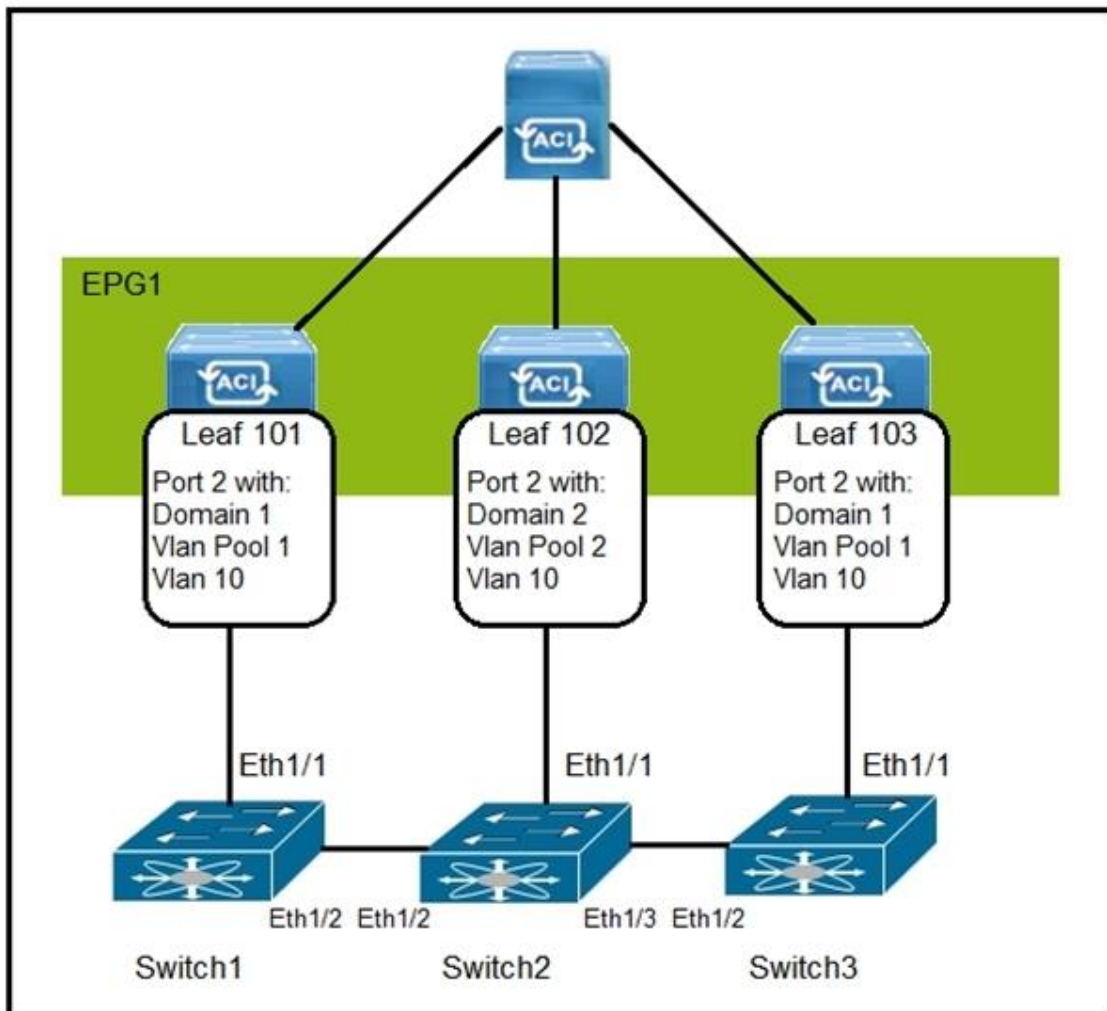 ACI
EPG1
ACI
ACI
ACI
Leaf 101
Port 2 with:
Domain 1
Vlan Pool 1
Vlan 10
Leaf 102
Port 2 with:
Domain 2
Vlan Pool 2
Vlan 10
Leaf 103
Port 2 with:
Domain 1
Vlan Pool 1
Vlan 10
Eth1/1
Eth1/1
Eth1/1
Eth1/2
Eth1/2
Eth1/3
Eth1/2
Switch1
Switch2
Switch3